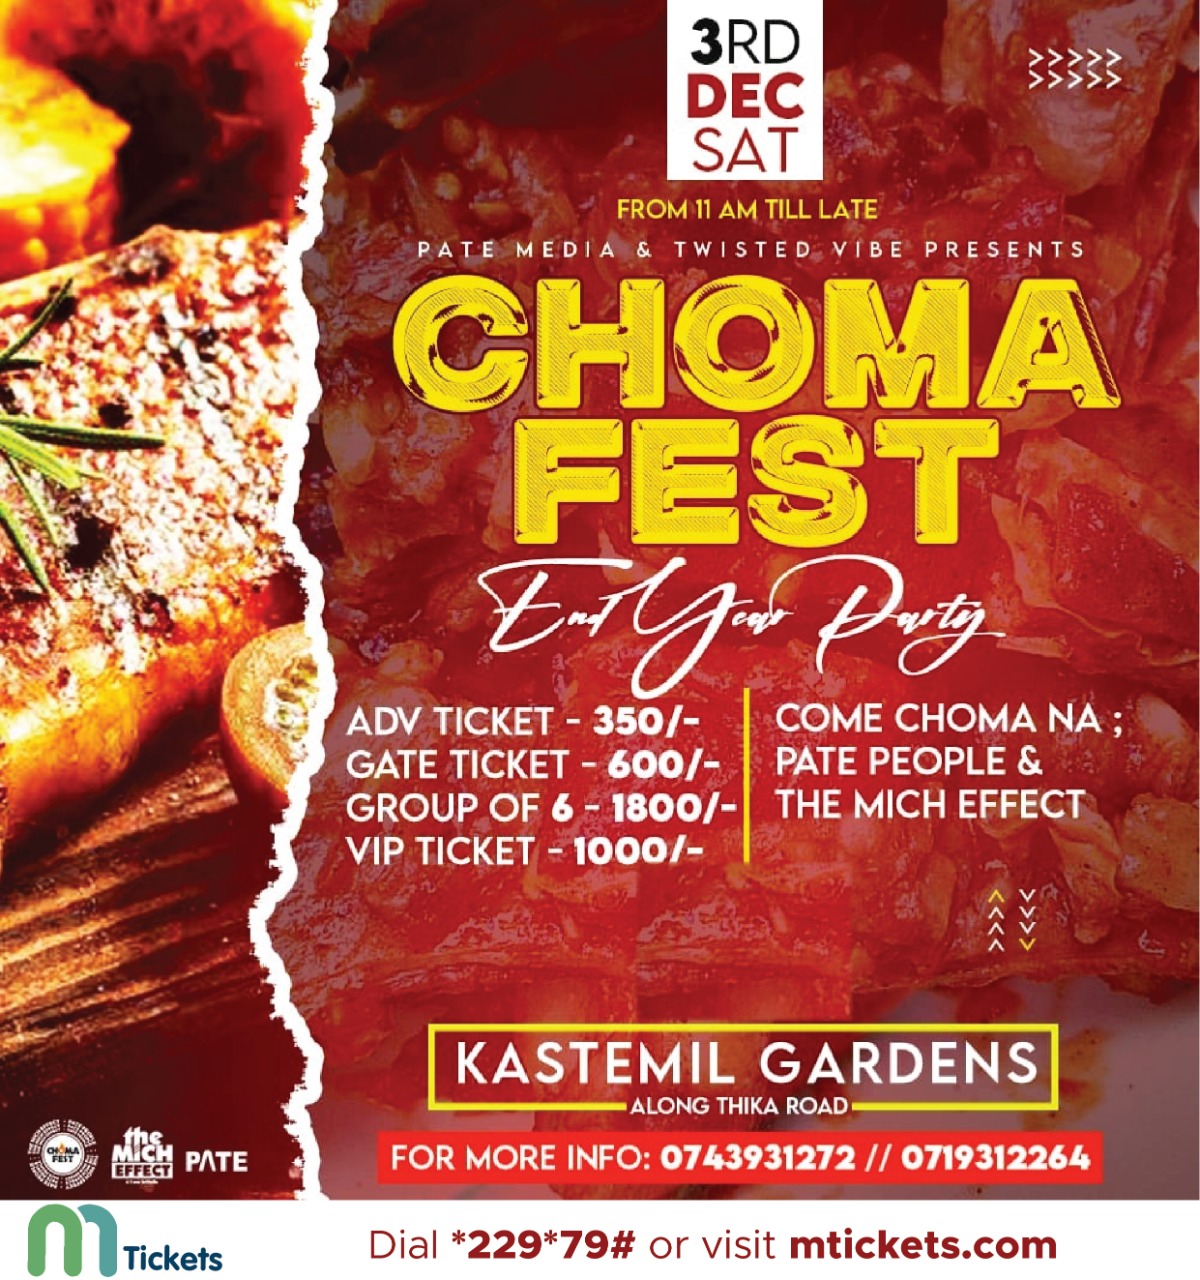 3RD
DEC
SAT
FROM 11 AM TILL LATE
PATE MEDIA & TWISTED VIBE PRESENTS
CHOMA
FEST
End Year Party
ADV TICKET - 350/-
GATE TICKET - 600/-
GROUP OF 6 - 1800/-
VIP TICKET - 1000/-
COME CHOMA NA ;
PATE PEOPLE &
THE MICH EFFECT
KASTEMIL GARDENS
ALONG THIKA ROAD
FOR MORE INFO: 0743931272 // 0719312264
CHOMA
FEST
the
MICH
EFFECT
PATE
Tickets
Dial *229*79# or visit mtickets.com